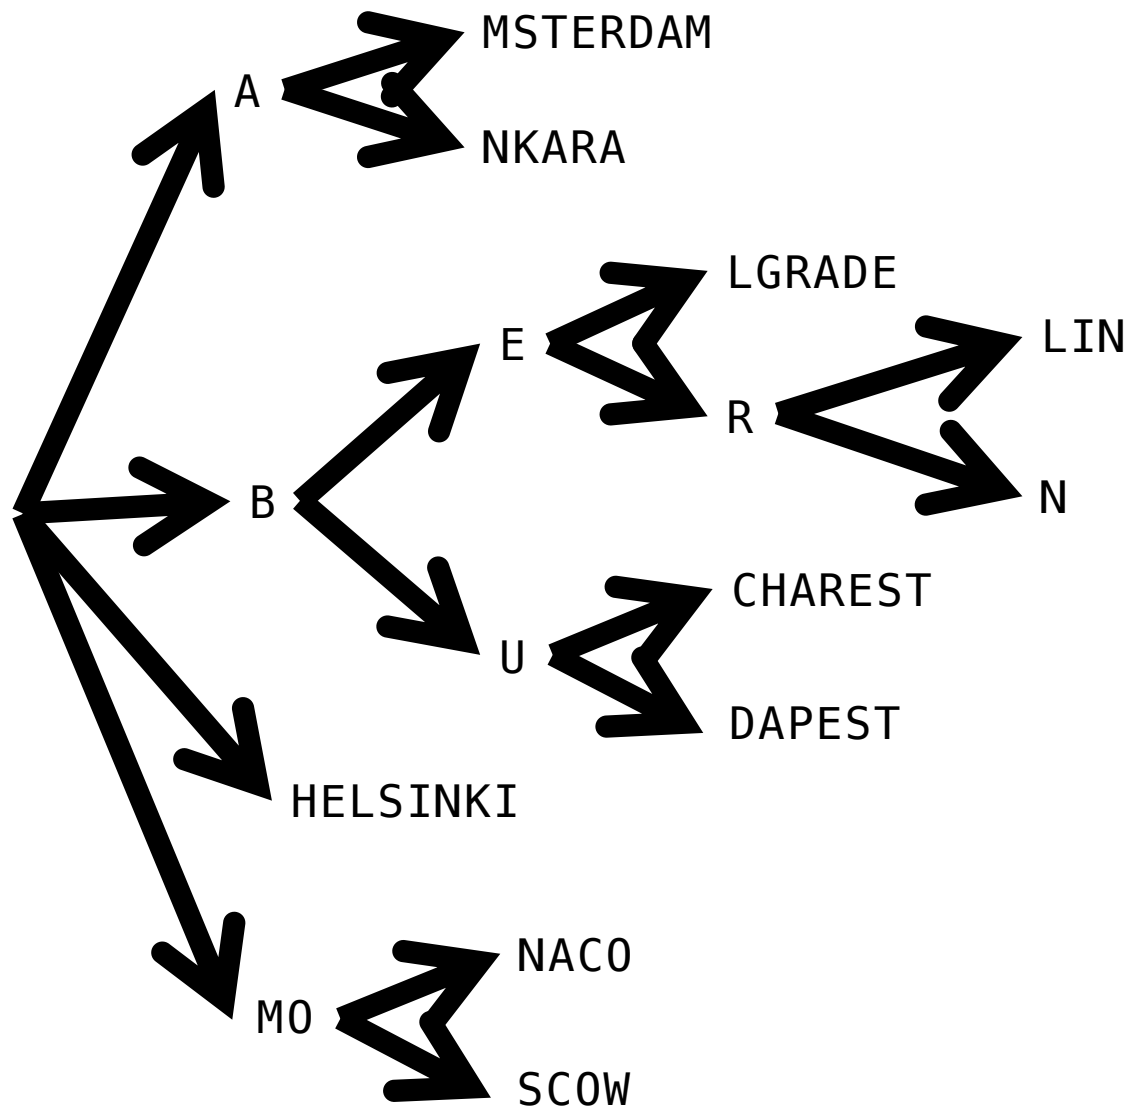 MSTERDAM
A
NKARA
LGRADE
LIN
E
R
B
N
CHAREST
U
DAPEST
HELSINKI
NACO
MO
SCOW